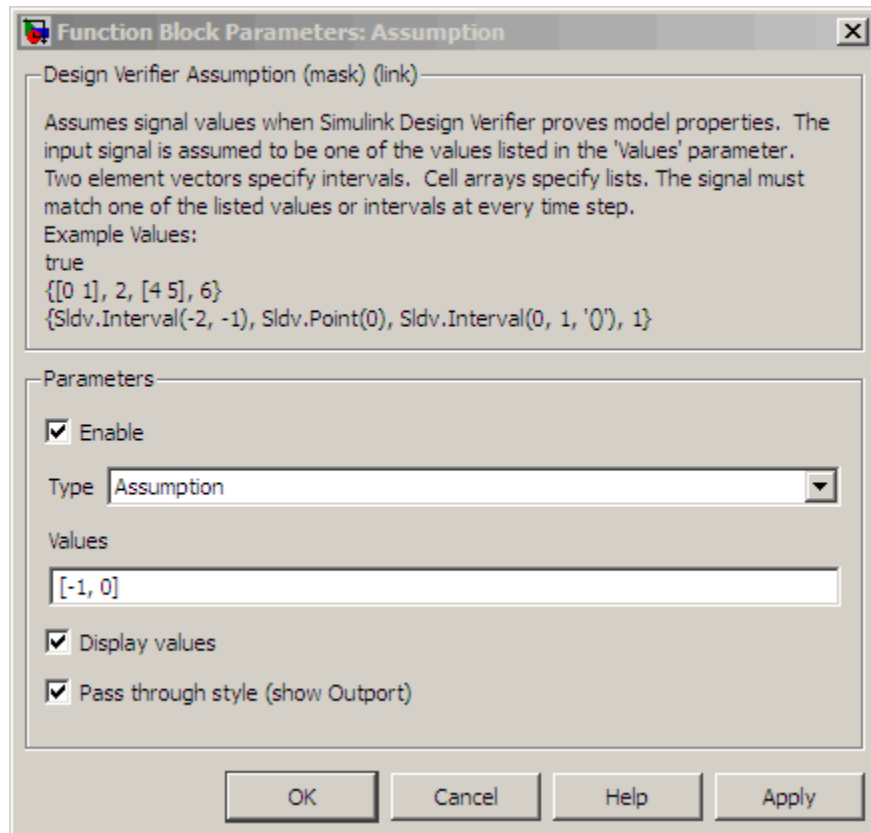 Function Block Parameters: Assumption
Design Verifier Assumption (mask) (link)
Assumes signal values when Simulink Design Verifier proves model properties.  The
input signal is assumed to be one of the values listed in the 'Values' parameter.
Two element vectors specify intervals.  Cell arrays specify lists. The signal must
match one of the listed values or intervals at every time step.
Example Values:
true
{[0 1], 2, [4 5], 6}
{Sldv.Interval(-2, -1), Sldv.Point(0), Sldv.Interval(0, 1, '()'), 1}
Parameters
Enable
Type Assumption
Values
[-1, 0]
Display values
Pass through style (show Outport)
OK Cancel Help Apply